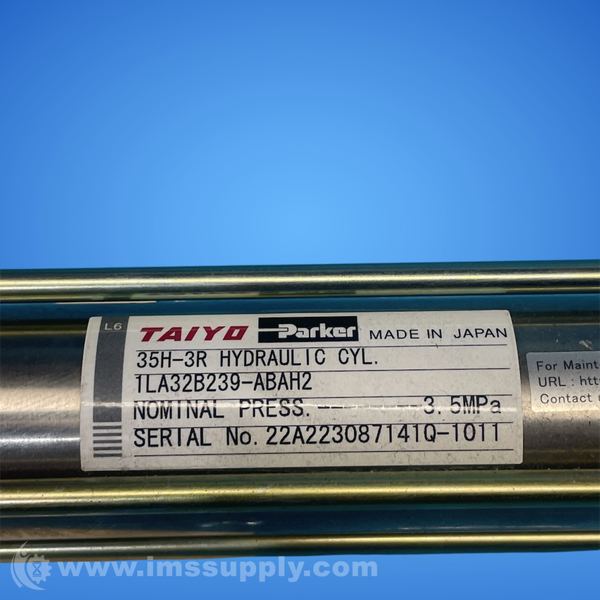 L6 TAIYO Parker MADE IN JAPAN
35H-3R HYDRAULIC CYL.
1LA32B239-ABAH2
NOMINAL PRESS.--------3.5MPa
SERIAL No. 22A223087141Q-1011
For Maint
URL : htt
Contact u
© www.imssupply.com/